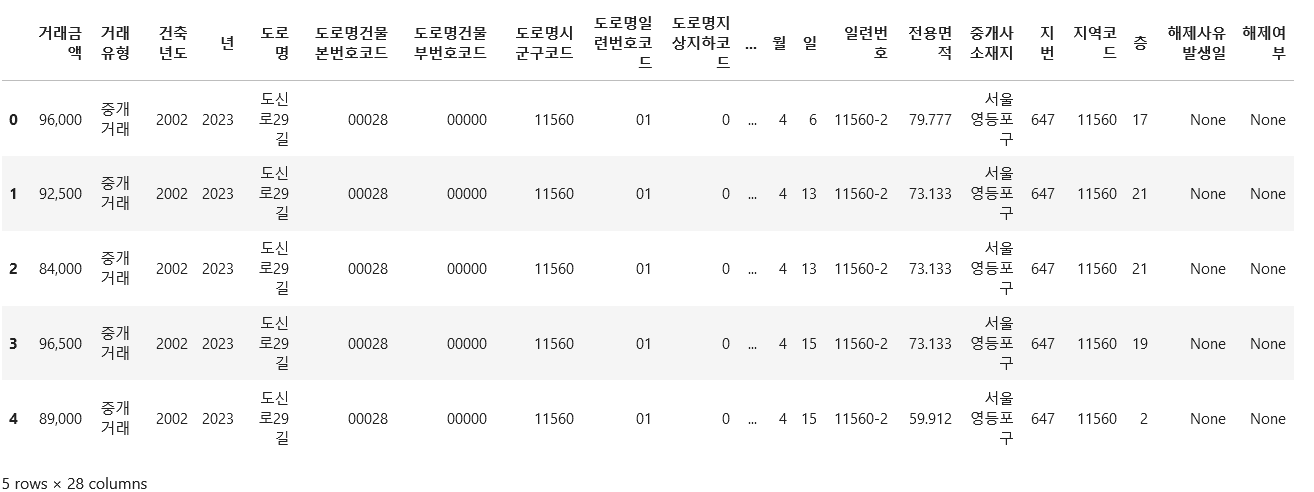 거래금액 거래유형 건축년도 년 도로명 도로명건물본번호코드 도로명건물부번호코드 도로명시군구코드 도로명일련번호코드 도로명지상지하코드 ... 월 일 일련번호 전용면적 중개사소재지 지번 지역코드 층 해제사유발생일 해제여부
0 96,000 중개거래 2002 2023 도신로29길 00028 00000 11560 01 0 ... 4 6 11560-2 79.777 서울 영등포구 647 11560 17 None None
1 92,500 중개거래 2002 2023 도신로29길 00028 00000 11560 01 0 ... 4 13 11560-2 73.133 서울 영등포구 647 11560 21 None None
2 84,000 중개거래 2002 2023 도신로29길 00028 00000 11560 01 0 ... 4 13 11560-2 73.133 서울 영등포구 647 11560 21 None None
3 96,500 중개거래 2002 2023 도신로29길 00028 00000 11560 01 0 ... 4 15 11560-2 73.133 서울 영등포구 647 11560 19 None None
4 89,000 중개거래 2002 2023 도신로29길 00028 00000 11560 01 0 ... 4 15 11560-2 59.912 서울 영등포구 647 11560 2 None None
5 rows × 28 columns